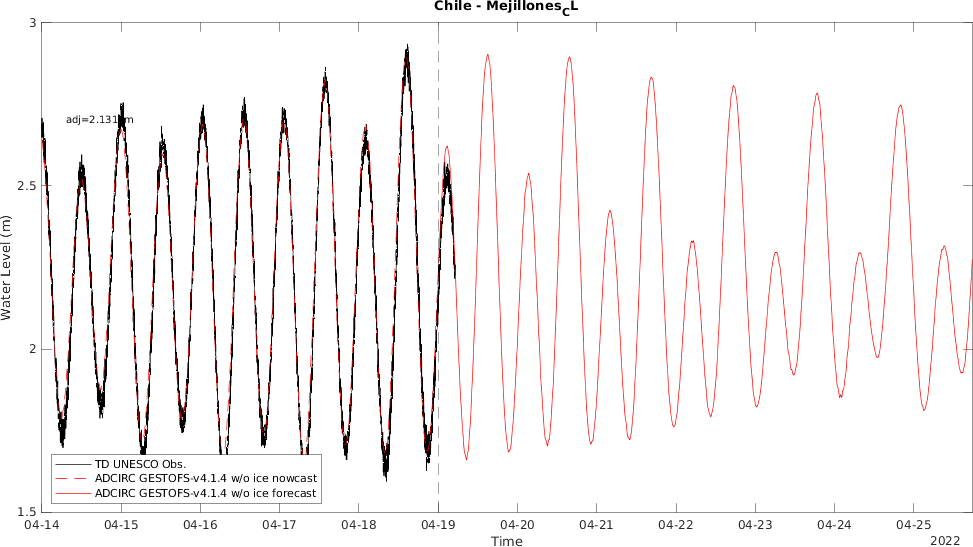 Chile - Mejillones_CL
3
2.5
2
1.5
Water Level (m)
adj=2.131 m
TD UNESCO Obs.
ADCIRC GESTOFS-v4.1.4 w/o ice nowcast
ADCIRC GESTOFS-v4.1.4 w/o ice forecast
04-14 04-15 04-16 04-17 04-18 04-19 04-20 04-21 04-22 04-23 04-24 04-25
Time
2022